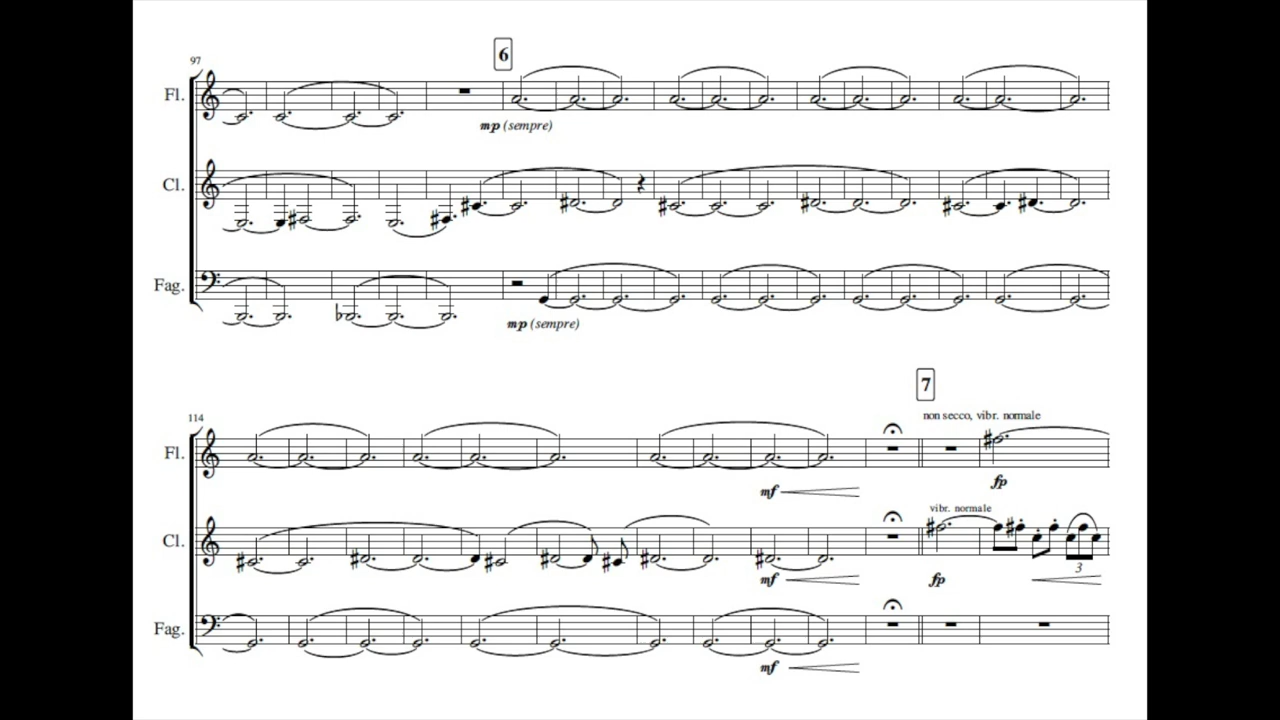 97
6
Fl.
mp (sempre)
Cl.
Fag.
mp (sempre)
114
7
non secco, vibr. normale
Fl.
fp
mf
vibr. normale
Cl.
mf
fp
3
Fag.
mf